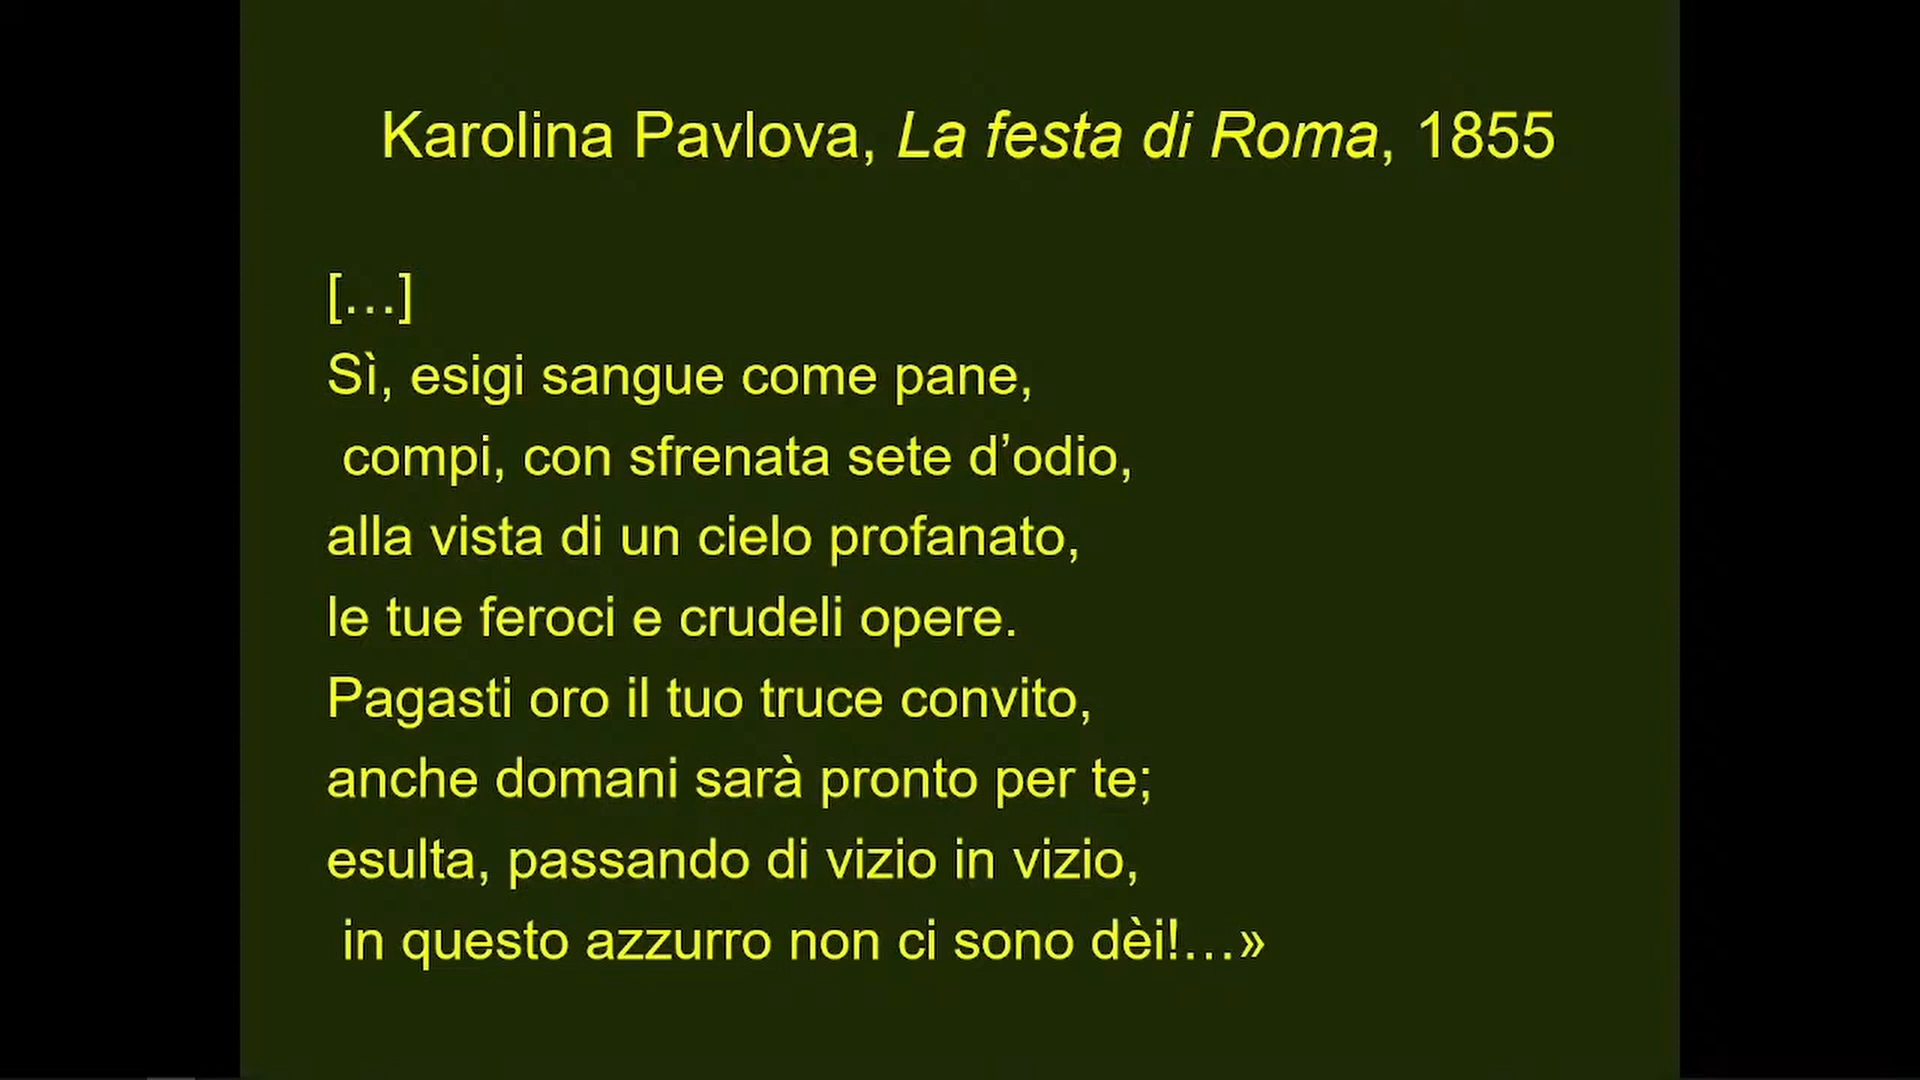 Karolina Pavlova, La festa di Roma, 1855
[…]
Sì, esigi sangue come pane,
compi, con sfrenata sete d’odio,
alla vista di un cielo profanato,
le tue feroci e crudeli opere.
Pagasti oro il tuo truce convito,
anche domani sarà pronto per te;
esulta, passando di vizio in vizio,
in questo azzurro non ci sono dèi!…»